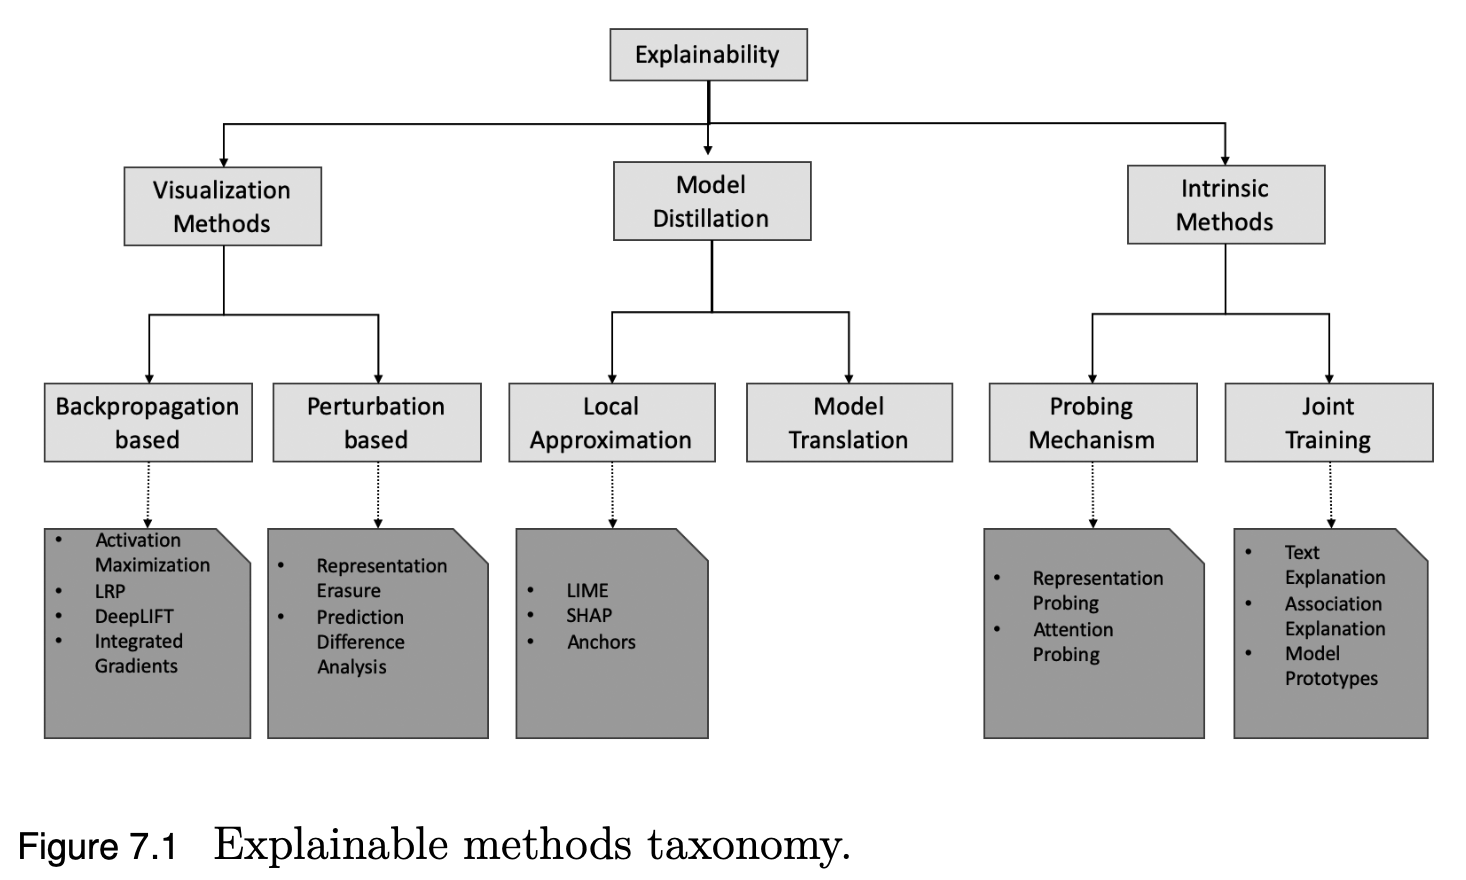 Explainability
Visualization
Methods
Model
Distillation
Intrinsic
Methods
Backpropagation
based
Perturbation
based
Local
Approximation
Model
Translation
Probing
Mechanism
Joint
Training
• Activation
Maximization
• LRP
• DeepLIFT
• Integrated
Gradients
• Representation
Erasure
• Prediction
Difference
Analysis
• LIME
• SHAP
• Anchors
• Representation
Probing
• Attention
Probing
• Text
Explanation
• Association
Explanation
• Model
Prototypes
Figure 7.1 Explainable methods taxonomy.